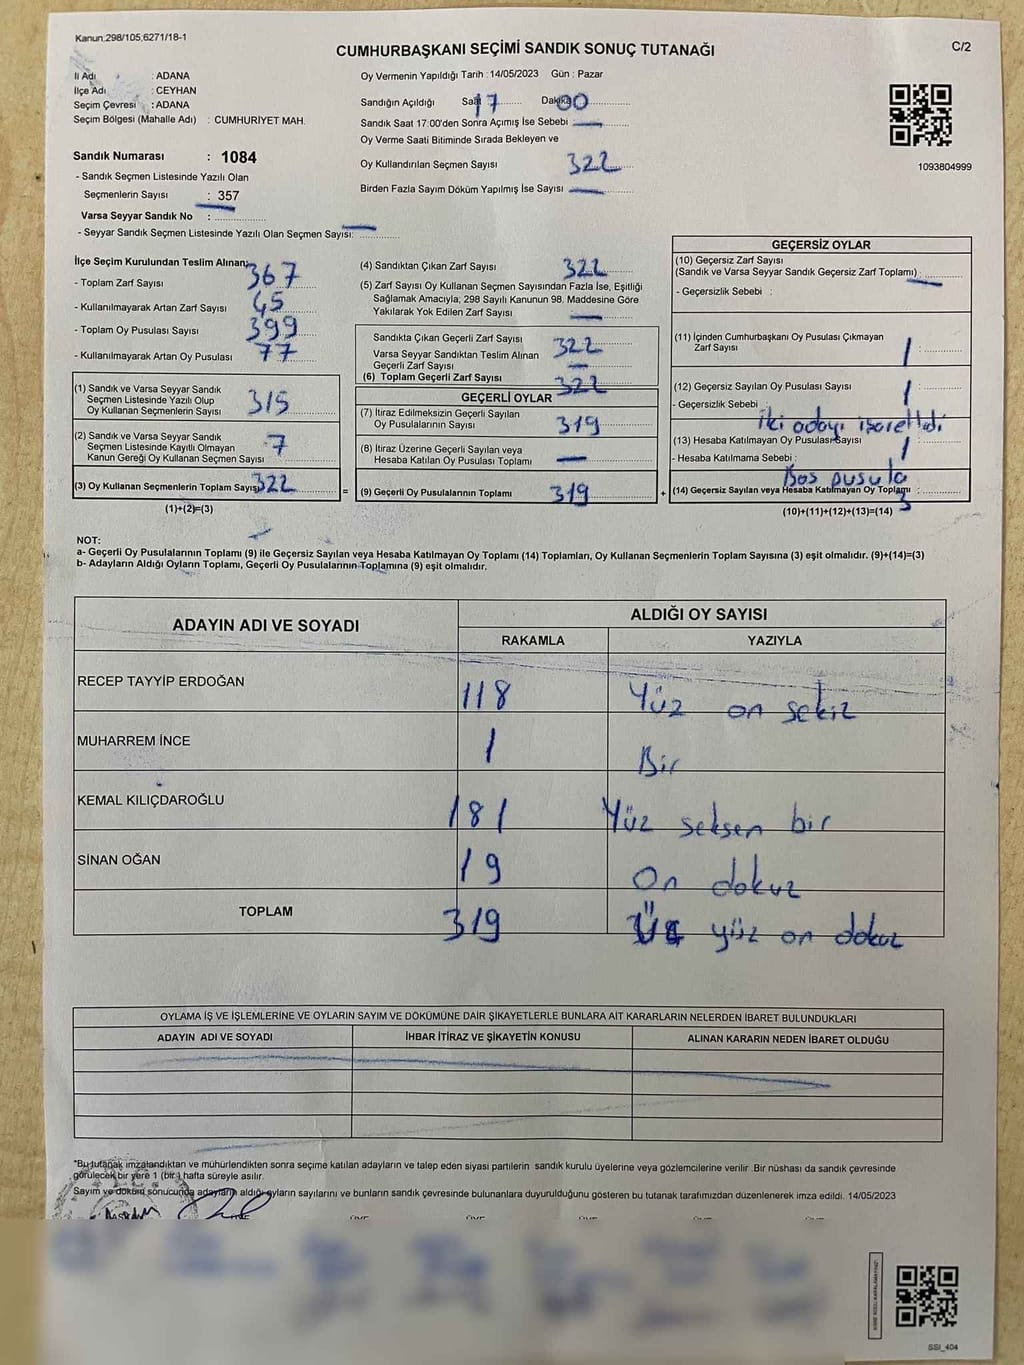 Kanun;298/105,6271/18-1
CUMHURBAŞKANI SEÇİMİ SANDIK SONUÇ TUTANAĞI
C/2
İl Adı : ADANA
İlçe Adı : CEYHAN
Seçim Çevresi : ADANA
Seçim Bölgesi (Mahalle Adı) : CUMHURİYET MAH.
Sandık Numarası : 1084
- Sandık Seçmen Listesinde Yazılı Olan
Seçmenlerin Sayısı : 357
Varsa Seyyar Sandık No :
- Seyyar Sandık Seçmen Listesinde Yazılı Olan Seçmen Sayısı:
Oy Vermenin Yapıldığı Tarih : 14/05/2023 Gün : Pazar
Sandığın Açıldığı Saat 17 Dakika 00
Sandık Saat 17:00'den Sonra Açımış İse Sebebi
Oy Verme Saati Bitiminde Sırada Bekleyen ve
Oy Kullandırılan Seçmen Sayısı 322
Birden Fazla Sayım Döküm Yapılmış İse Sayısı
1093804999
İlçe Seçim Kurulundan Teslim Alınan;
- Toplam Zarf Sayısı 367
- Kullanılmayarak Artan Zarf Sayısı 45
- Toplam Oy Pusulası Sayısı 399
- Kullanılmayarak Artan Oy Pusulası 77
(1) Sandık ve Varsa Seyyar Sandık
Seçmen Listesinde Yazılı Olup
Oy Kullanan Seçmenlerin Sayısı 315
(2) Sandık ve Varsa Seyyar Sandık
Seçmen Listesinde Kayıtlı Olmayan
Kanun Gereği Oy Kullanan Seçmen Sayısı 7
(3) Oy Kullanan Seçmenlerin Toplam Sayısı 322
(1)+(2)=(3)
(4) Sandıktan Çıkan Zarf Sayısı 322
(5) Zarf Sayısı Oy Kullanan Seçmen Sayısından Fazla İse, Eşitliği
Sağlamak Amacıyla; 298 Sayılı Kanunun 98. Maddesine Göre
Yakılarak Yok Edilen Zarf Sayısı
Sandıkta Çıkan Geçerli Zarf Sayısı 322
Varsa Seyyar Sandıktan Teslim Alınan
Geçerli Zarf Sayısı
(6) Toplam Geçerli Zarf Sayısı 322
GEÇERLİ OYLAR
(7) İtiraz Edilmeksizin Geçerli Sayılan
Oy Pusulalarının Sayısı 319
(8) İtiraz Üzerine Geçerli Sayılan veya
Hesaba Katılan Oy Pusulası Toplamı
= (9) Geçerli Oy Pusulalarının Toplamı 319
GEÇERSİZ OYLAR
(10) Geçersiz Zarf Sayısı
(Sandık ve Varsa Seyyar Sandık Geçersiz Zarf Toplamı) :
- Geçersizlik Sebebi :
(11) İçinden Cumhurbaşkanı Oy Pusulası Çıkmayan
Zarf Sayısı 1
(12) Geçersiz Sayılan Oy Pusulası Sayısı 1
- Geçersizlik Sebebi :
iki adayı işaretledi
(13) Hesaba Katılmayan Oy Pusulası Sayısı 1
- Hesaba Katılmama Sebebi :
Boş pusula
+ (14) Geçersiz Sayılan veya Hesaba Katılmayan Oy Toplamı : 3
(10)+(11)+(12)+(13)=(14)
NOT:
a- Geçerli Oy Pusulalarının Toplamı (9) ile Geçersiz Sayılan veya Hesaba Katılmayan Oy Toplamı (14) Toplamları, Oy Kullanan Seçmenlerin Toplam Sayısına (3) eşit olmalıdır. (9)+(14)=(3)
b- Adayların Aldığı Oyların Toplamı, Geçerli Oy Pusulalarının Toplamına (9) eşit olmalıdır.
ADAYIN ADI VE SOYADI
ALDIĞI OY SAYISI
RAKAMLA YAZIYLA
RECEP TAYYİP ERDOĞAN 118 Yüz on sekiz
MUHARREM İNCE 1 Bir
KEMAL KILIÇDAROĞLU 181 Yüz seksen bir
SİNAN OĞAN 19 On dokuz
TOPLAM 319 Üç yüz on dokuz
OYLAMA İŞ VE İŞLEMLERİNE VE OYLARIN SAYIM VE DÖKÜMÜNE DAİR ŞİKAYETLERLE BUNLARA AİT KARARLARIN NELERDEN İBARET BULUNDUKLARI
ADAYIN ADI VE SOYADI İHBAR İTİRAZ VE ŞİKAYETİN KONUSU ALINAN KARARIN NEDEN İBARET OLDUĞU
*Bu tutanak imzalandıktan ve mühürlendikten sonra seçime katılan adayların ve talep eden siyasi partilerin sandık kurulu üyelerine veya gözlemcilerine verilir. Bir nüshası da sandık çevresinde
görülecek bir yere 1 (bir ) hafta süreyle asılır.
Sayım ve döküm sonucunda adayların aldığı oyların sayılarını ve bunların sandık çevresinde bulunanlara duyurulduğunu gösteren bu tutanak tarafımızdan düzenlenerek imza edildi. 14/05/2023
SSI_404